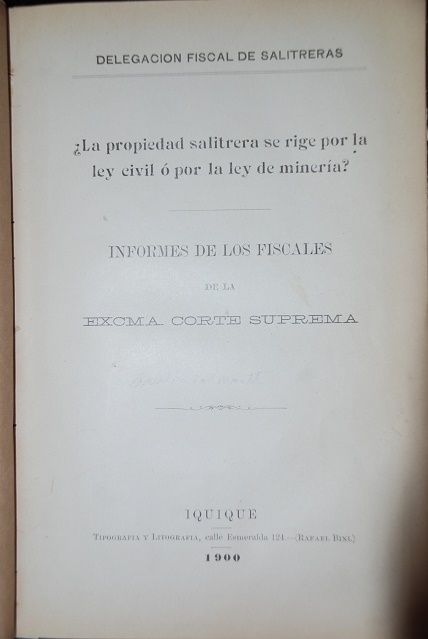 DELEGACION FISCAL DE SALITRERAS
¿La propiedad salitrera se rige por la
ley civil ó por la ley de minería?
INFORMES DE LOS FISCALES
DE LA
EXCMA. CORTE SUPREMA
IQUIQUE
TIPOGRAFIA Y LITOGRAFIA, calle Esmeralda 124.—(RAFAEL BINI.)
1900